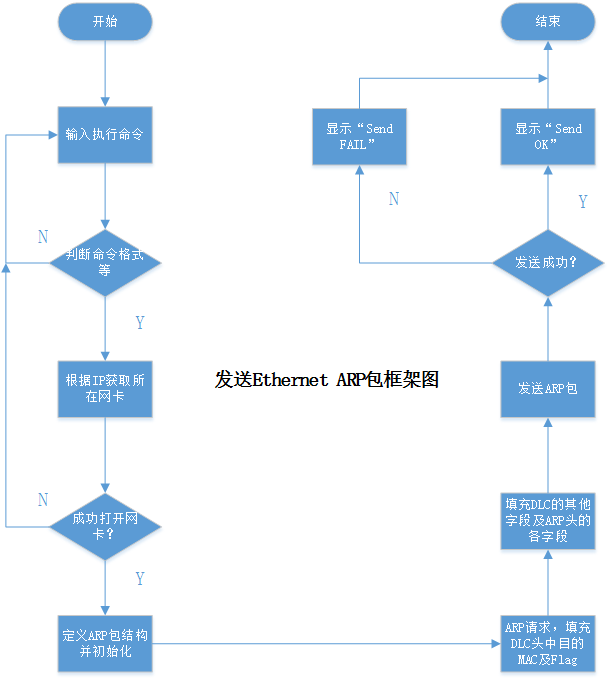 开始
输入执行命令
N
判断命令格式
等
Y
根据IP获取所
在网卡
N
成功打开网
卡？
Y
定义ARP包结构
并初始化
发送Ethernet ARP包框架图
结束
显示“Send
FAIL”
显示“Send
OK”
N
Y
发送成功？
发送ARP包
填充DLC的其他
字段及ARP头的
各字段
ARP请求，填充
DLC头中目的
MAC及Flag